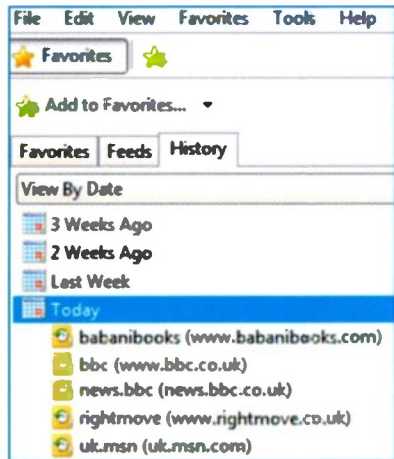 File Edit View Favorites Tools Help
Favorites
Add to Favorites...
Favorites Feeds History
View By Date
3 Weeks Ago
2 Weeks Ago
Last Week
Today
babanibooks (www.babanibooks.com)
bbc (www.bbc.co.uk)
news.bbc (news.bbc.co.uk)
rightmove (www.rightmove.co.uk)
uk.msn (uk.msn.com)